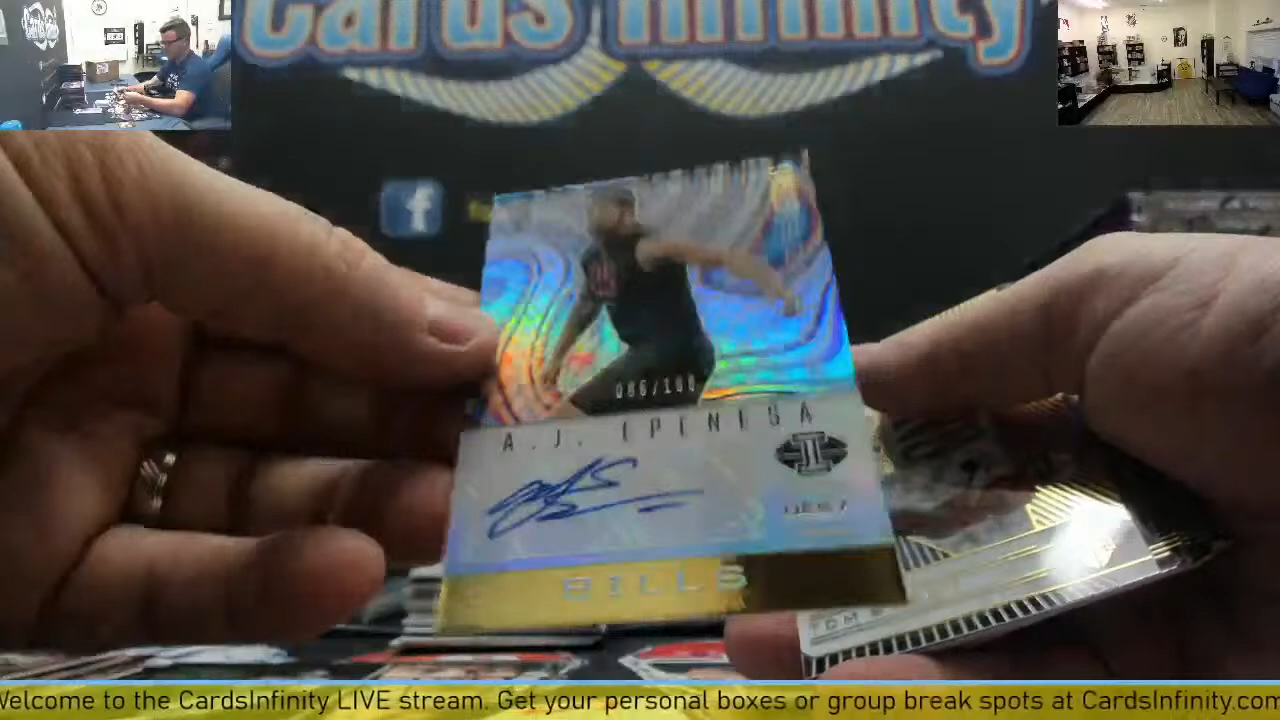 Cards Infinity
f
086/100
A.J. EPENESA
BILLS
TOM
Welcome to the CardsInfinity LIVE stream. Get your personal boxes or group break spots at CardsInfinity.com